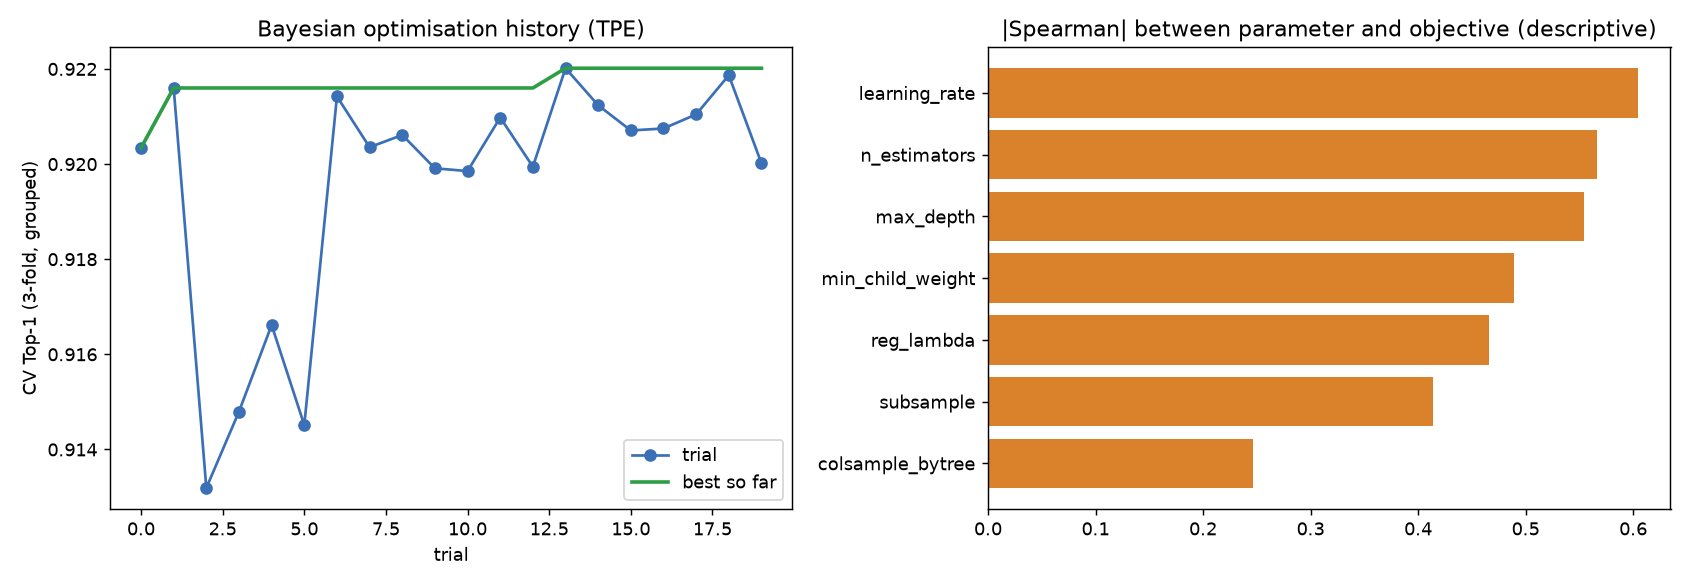 Bayesian optimisation history (TPE)
CV Top-1 (3-fold, grouped)
0.922
0.920
0.918
0.916
0.914
trial
best so far
0.0 2.5 5.0 7.5 10.0 12.5 15.0 17.5
trial
|Spearman| between parameter and objective (descriptive)
learning_rate
n_estimators
max_depth
min_child_weight
reg_lambda
subsample
colsample_bytree
0.0 0.1 0.2 0.3 0.4 0.5 0.6